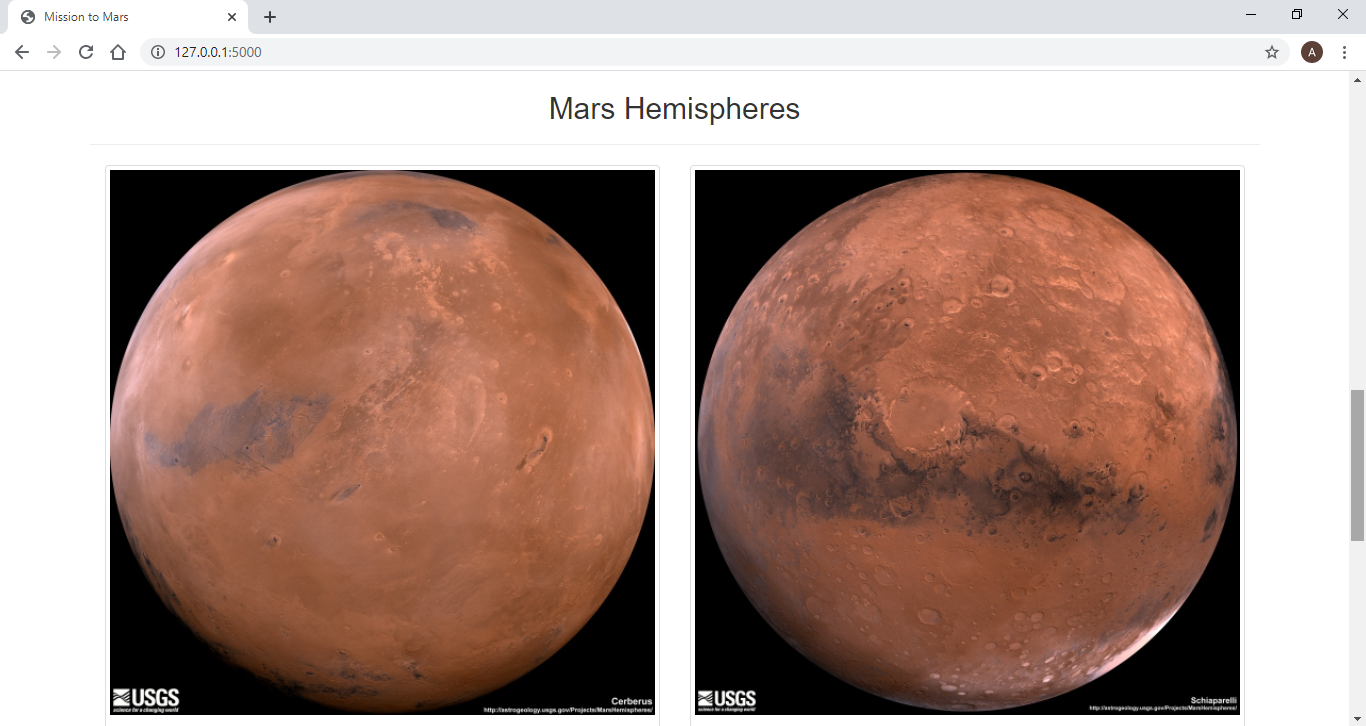 Mission to Mars
127.0.0.1:5000
A
Mars Hemispheres
USGS
science for a changing world
Cerberus
http://astrogeology.usgs.gov/Projects/MarsHemispheres/
USGS
science for a changing world
Schiaparelli
http://astrogeology.usgs.gov/Projects/MarsHemispheres/